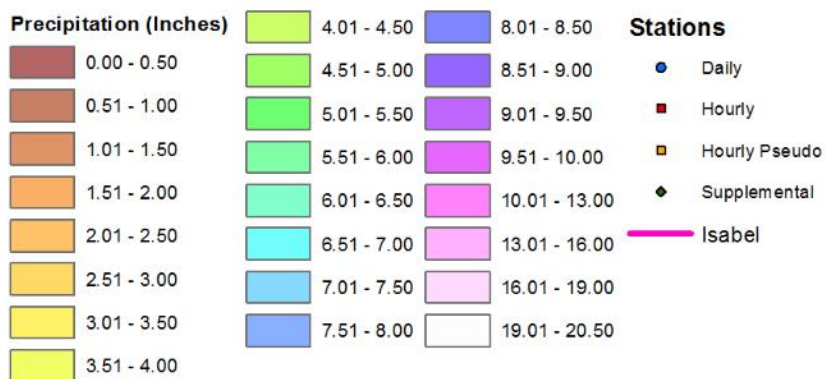 Precipitation (Inches)
0.00 - 0.50
0.51 - 1.00
1.01 - 1.50
1.51 - 2.00
2.01 - 2.50
2.51 - 3.00
3.01 - 3.50
3.51 - 4.00
4.01 - 4.50
4.51 - 5.00
5.01 - 5.50
5.51 - 6.00
6.01 - 6.50
6.51 - 7.00
7.01 - 7.50
7.51 - 8.00
8.01 - 8.50
8.51 - 9.00
9.01 - 9.50
9.51 - 10.00
10.01 - 13.00
13.01 - 16.00
16.01 - 19.00
19.01 - 20.50
Stations
Daily
Hourly
Hourly Pseudo
Supplemental
Isabel